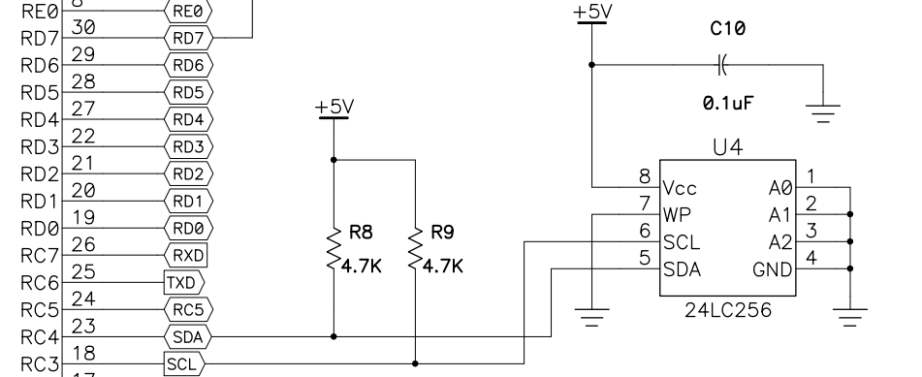 RE0 8 RE0
RD7 30 RD7
RD6 29 RD6
RD5 28 RD5
RD4 27 RD4
RD3 22 RD3
RD2 21 RD2
RD1 20 RD1
RD0 19 RD0
RC7 26 RXD
RC6 25 TXD
RC5 24 RC5
RC4 23 SDA
RC3 18 SCL
17
+5V
R8
4.7K
R9
4.7K
+5V
C10
0.1uF
U4
8 Vcc A0 1
7 WP A1 2
6 SCL A2 3
5 SDA GND 4
24LC256